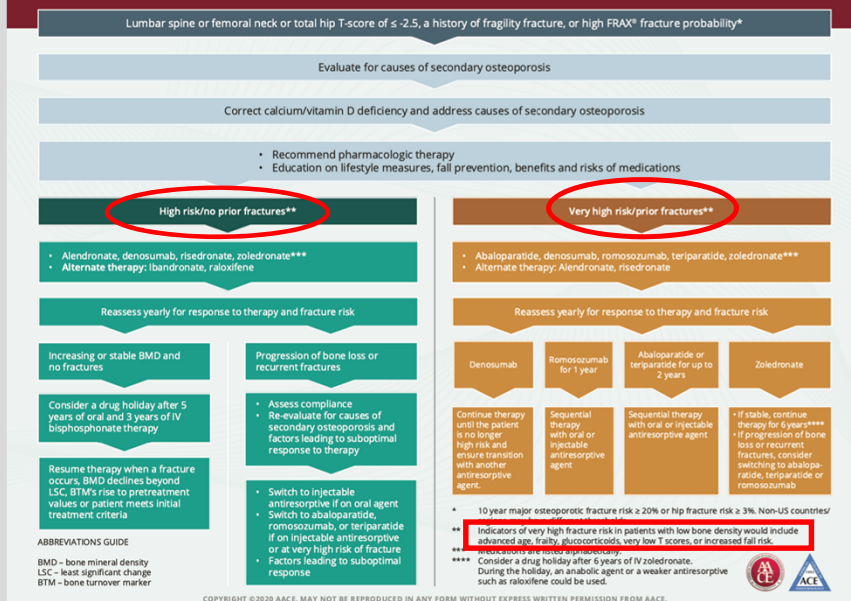 Lumbar spine or femoral neck or total hip T-score of ≤ -2.5, a history of fragility fracture, or high FRAX® fracture probability*
Evaluate for causes of secondary osteoporosis
Correct calcium/vitamin D deficiency and address causes of secondary osteoporosis
• Recommend pharmacologic therapy
• Education on lifestyle measures, fall prevention, benefits and risks of medications
High risk/no prior fractures**
• Alendronate, denosumab, risedronate, zoledronate***
• Alternate therapy: Ibandronate, raloxifene
Reassess yearly for response to therapy and fracture risk
Increasing or stable BMD and
no fractures
Consider a drug holiday after 5
years of oral and 3 years of IV
bisphosphonate therapy
Resume therapy when a fracture
occurs, BMD declines beyond
LSC, BTM's rise to pretreatment
values or patient meets initial
treatment criteria
Progression of bone loss or
recurrent fractures
• Assess compliance
• Re-evaluate for causes of
secondary osteoporosis and
factors leading to suboptimal
response to therapy
• Switch to injectable
antiresorptive if on oral agent
• Switch to abaloparatide,
romosozumab, or teriparatide
if on injectable antiresorptive
or at very high risk of fracture
• Factors leading to suboptimal
response
ABBREVIATIONS GUIDE
BMD – bone mineral density
LSC – least significant change
BTM – bone turnover marker
Very high risk/prior fractures**
• Abaloparatide, denosumab, romosozumab, teriparatide, zoledronate***
• Alternate therapy: Alendronate, risedronate
Reassess yearly for response to therapy and fracture risk
Denosumab
Continue therapy
until the patient
is no longer
high risk and
ensure transition
with another
antiresorptive
agent.
Romosozumab
for 1 year
Sequential
therapy
with oral or
injectable
antiresorptive
agent
Abaloparatide or
teriparatide for up to
2 years
Sequential therapy
with oral or injectable
antiresorptive agent
Zoledronate
• If stable, continue
therapy for 6 years****
• If progression of bone
loss or recurrent
fractures, consider
switching to abalopa-
ratide, teriparatide or
romosozumab
* 10 year major osteoporotic fracture risk ≥ 20% or hip fracture risk ≥ 3%. Non-US countries/
** Indicators of very high fracture risk in patients with low bone density would include
advanced age, frailty, glucocorticoids, very low T scores, or increased fall risk.
*** Medications are listed alphabetically.
**** Consider a drug holiday after 6 years of IV zoledronate.
During the holiday, an anabolic agent or a weaker antiresorptive
such as raloxifene could be used.
AACE
ACE
COPYRIGHT ©2020 AACE. MAY NOT BE REPRODUCED IN ANY FORM WITHOUT EXPRESS WRITTEN PERMISSION FROM AACE.